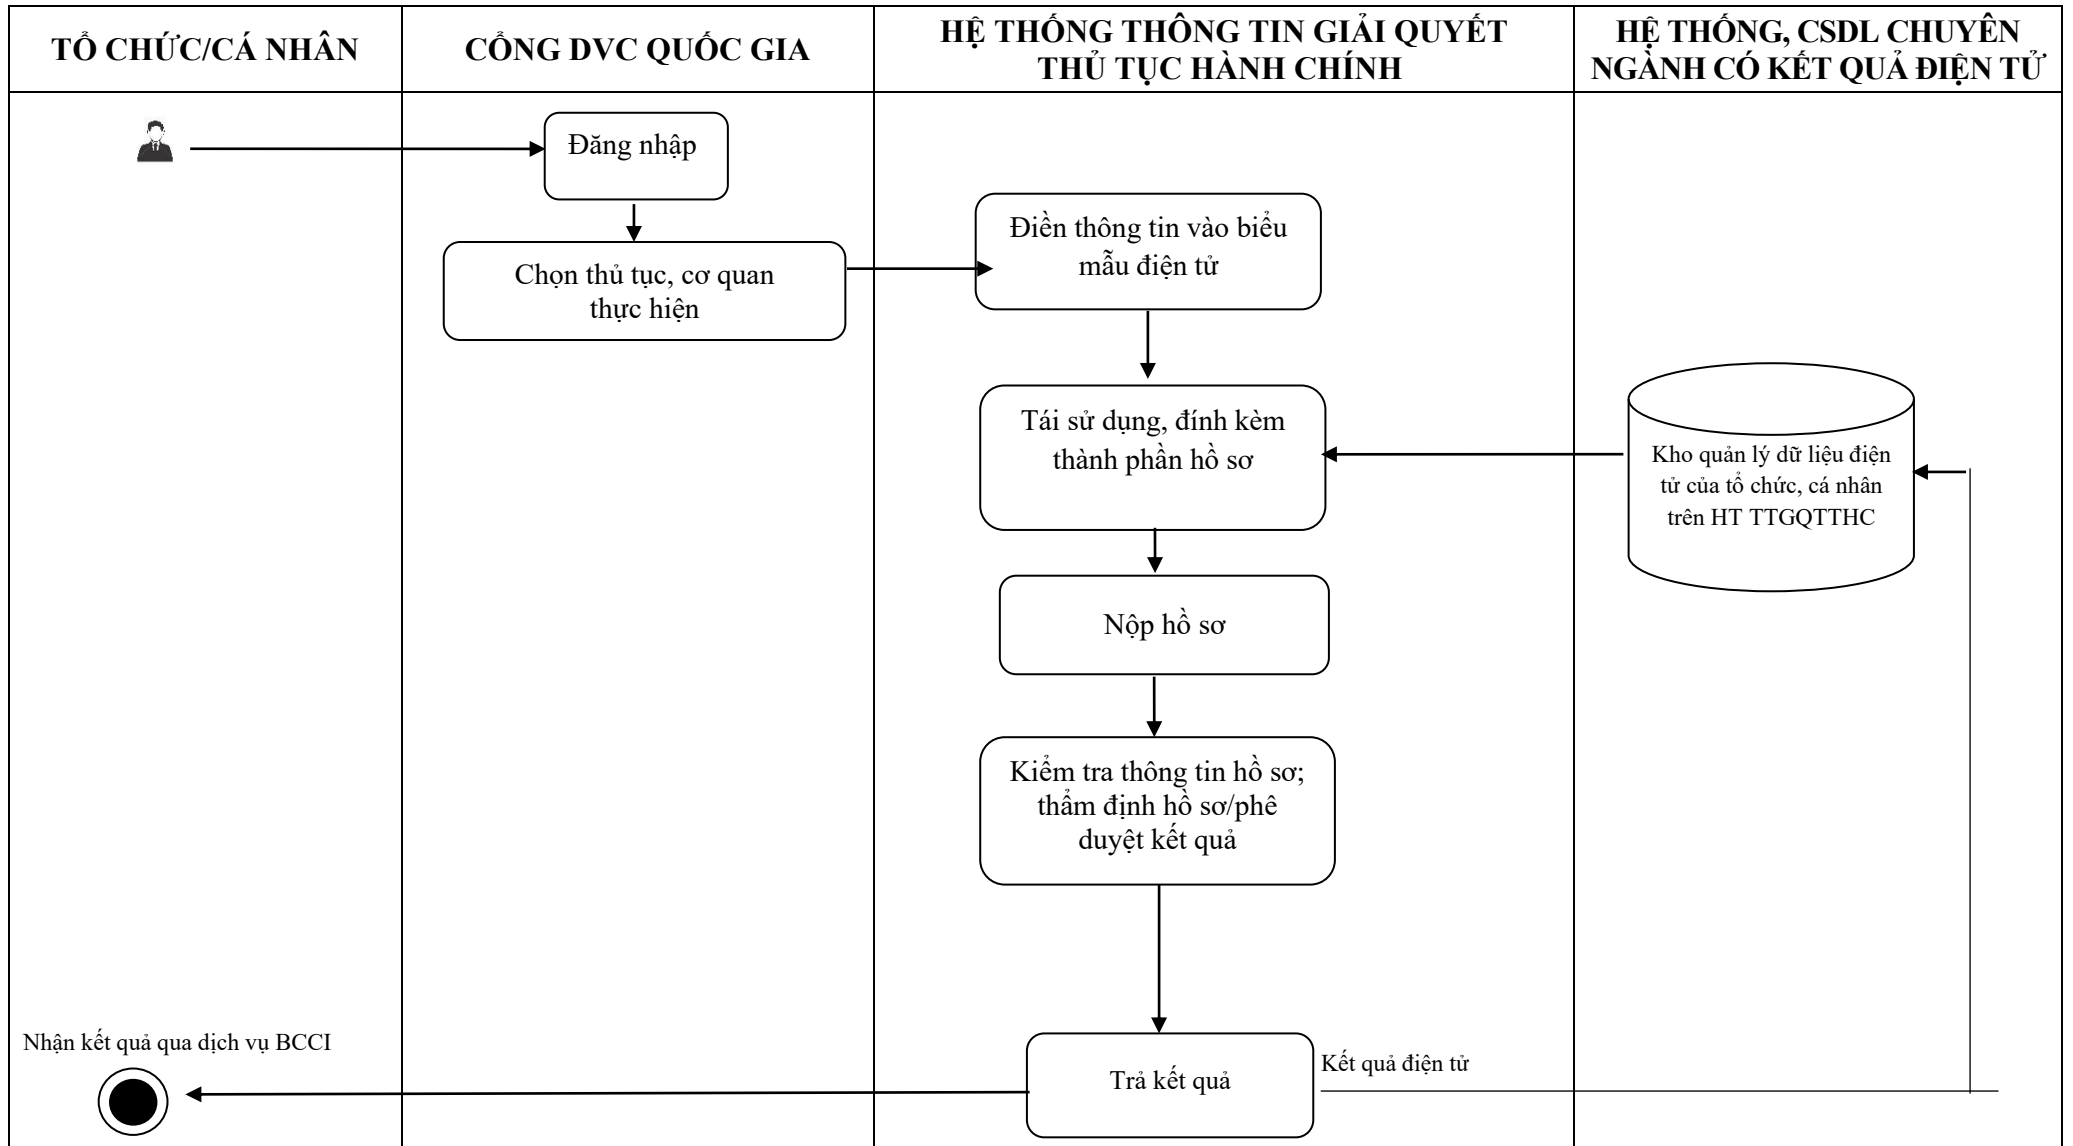 TỔ CHỨC/CÁ NHÂN
CỔNG DVC QUỐC GIA
HỆ THỐNG THÔNG TIN GIẢI QUYẾT
THỦ TỤC HÀNH CHÍNH
HỆ THỐNG, CSDL CHUYÊN
NGÀNH CÓ KẾT QUẢ ĐIỆN TỬ
Đăng nhập
Chọn thủ tục, cơ quan
thực hiện
Điền thông tin vào biểu
mẫu điện tử
Tái sử dụng, đính kèm
thành phần hồ sơ
Kho quản lý dữ liệu điện
tử của tổ chức, cá nhân
trên HT TTGQTTHC
Nộp hồ sơ
Kiểm tra thông tin hồ sơ;
thẩm định hồ sơ/phê
duyệt kết quả
Trả kết quả
Kết quả điện tử
Nhận kết quả qua dịch vụ BCCI